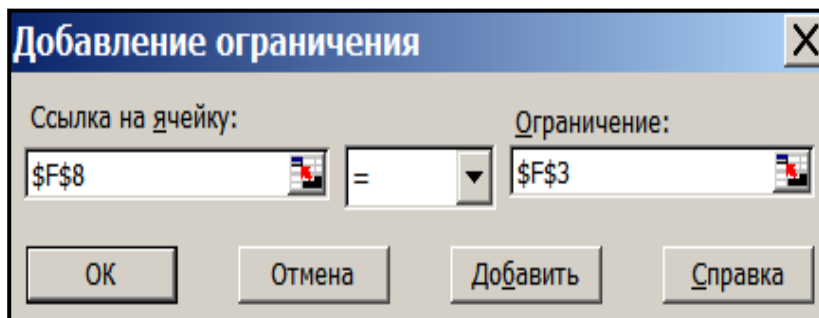 Добавление ограничения
Ссылка на ячейку:
Ограничение:
$F$8
=
$F$3
ОК
Отмена
Добавить
Справка